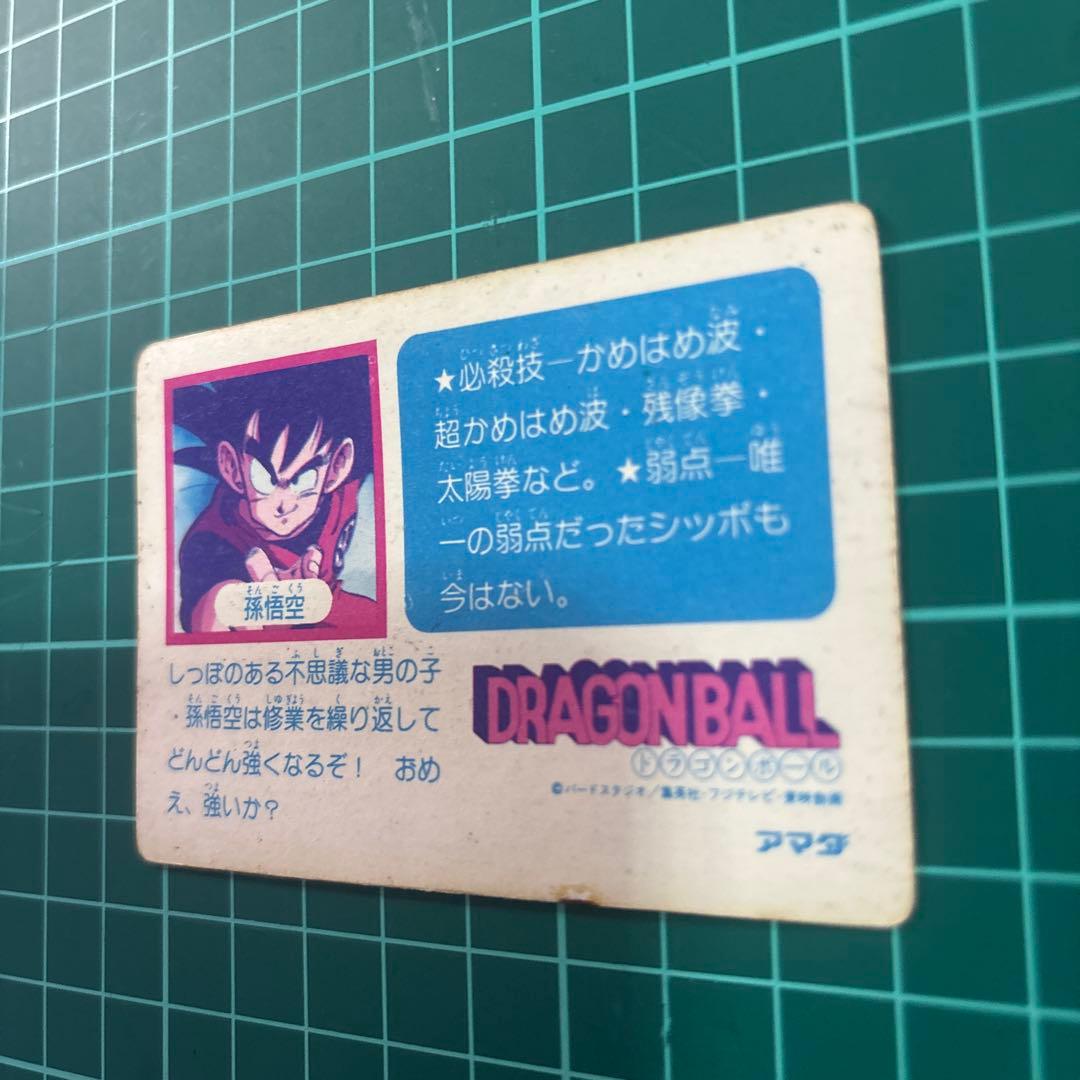 ★必殺技―かめはめ波・
超かめはめ波・残像拳・
太陽拳など。★弱点―唯
一の弱点だったシッポも
今はない。
孫悟空
しっぽのある不思議な男の子
・孫悟空は修業を繰り返して
どんどん強くなるぞ！　おめ
え、強いか？
DRAGONBALL
ドラゴンボール
©バードスタジオ／集英社・フジテレビ・東映動画
アマダ